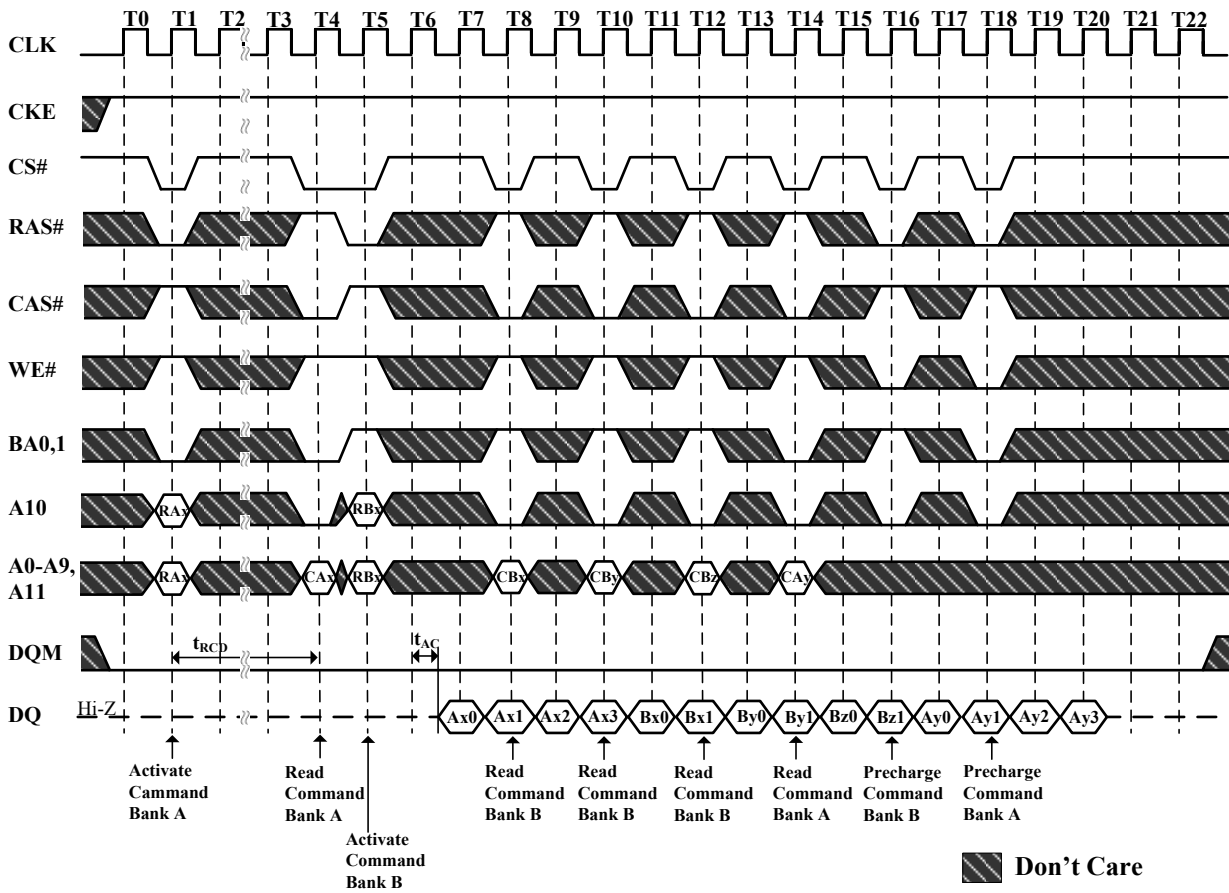 T0 T1 T2 T3 T4 T5 T6 T7 T8 T9 T10 T11 T12 T13 T14 T15 T16 T17 T18 T19 T20 T21 T22
CLK
CKE
CS#
RAS#
CAS#
WE#
BA0,1
A10 RAx RBx
A0-A9,
A11 RAx CAx RBx CBx CBy CBz CAy
DQM tRCD tAC
DQ Hi-Z Ax0 Ax1 Ax2 Ax3 Bx0 Bx1 By0 By1 Bz0 Bz1 Ay0 Ay1 Ay2 Ay3
Activate
Cammand
Bank A
Read
Command
Bank A
Activate
Command
Bank B
Read
Command
Bank B
Read
Command
Bank B
Read
Command
Bank B
Read
Command
Bank A
Precharge
Command
Bank B
Precharge
Command
Bank A
Don't Care